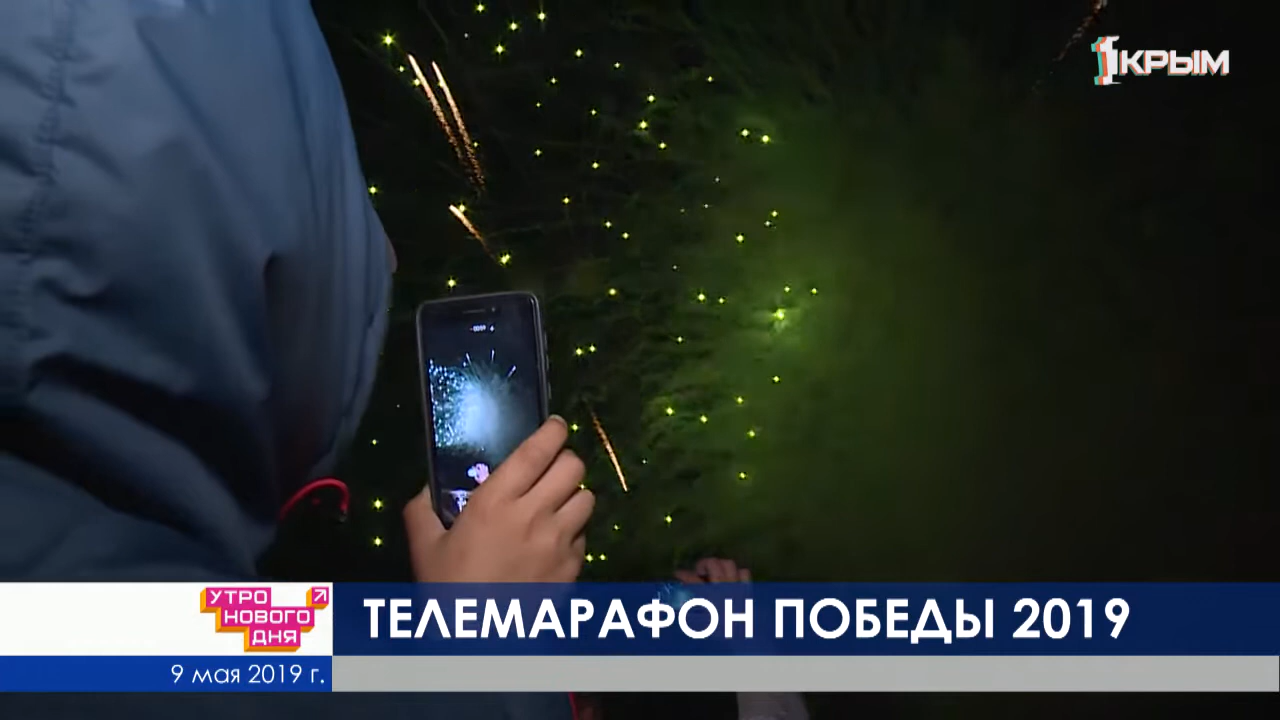 1КРЫМ
УТРО
НОВОГО
ДНЯ
ТЕЛЕМАРАФОН ПОБЕДЫ 2019
9 мая 2019 г.